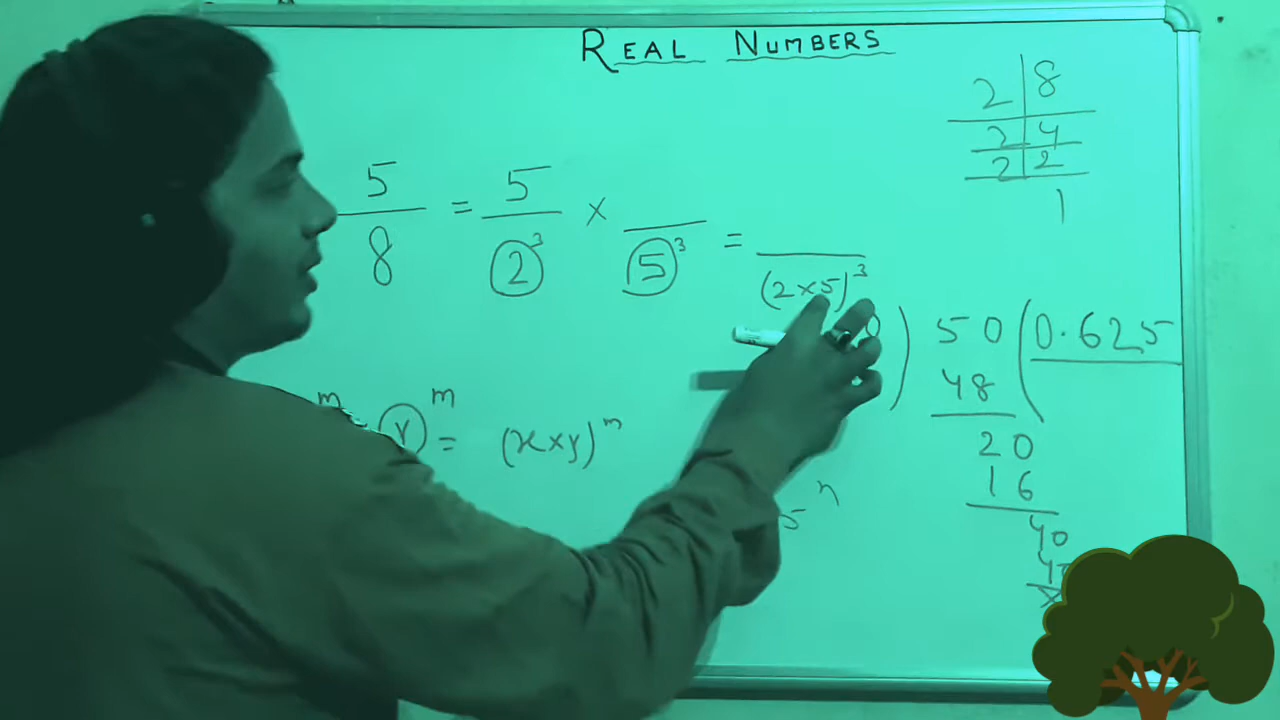 REAL NUMBERS
2 | 8
2 | 4
2 | 2
1
5/8 = 5/2³ × /5³ = /(2×5)³
) 50 ( 0.625
48
20
16
40
m
y^m = (x×y)^m
5^n